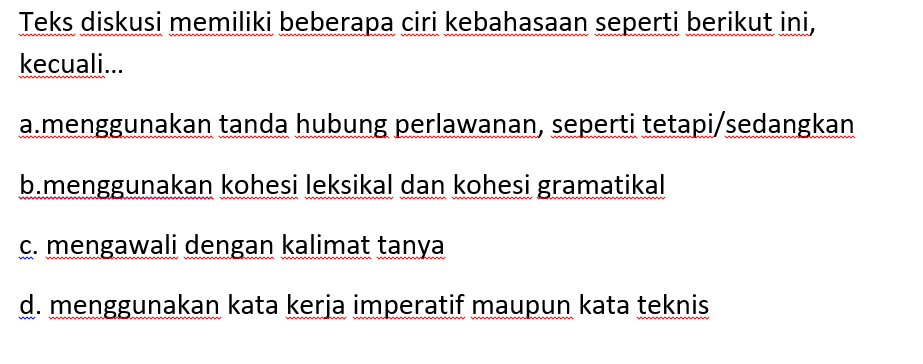 Teks diskusi memiliki beberapa ciri kebahasaan seperti berikut ini,
kecuali...
a.menggunakan tanda hubung perlawanan, seperti tetapi/sedangkan
b.menggunakan kohesi leksikal dan kohesi gramatikal
c. mengawali dengan kalimat tanya
d. menggunakan kata kerja imperatif maupun kata teknis